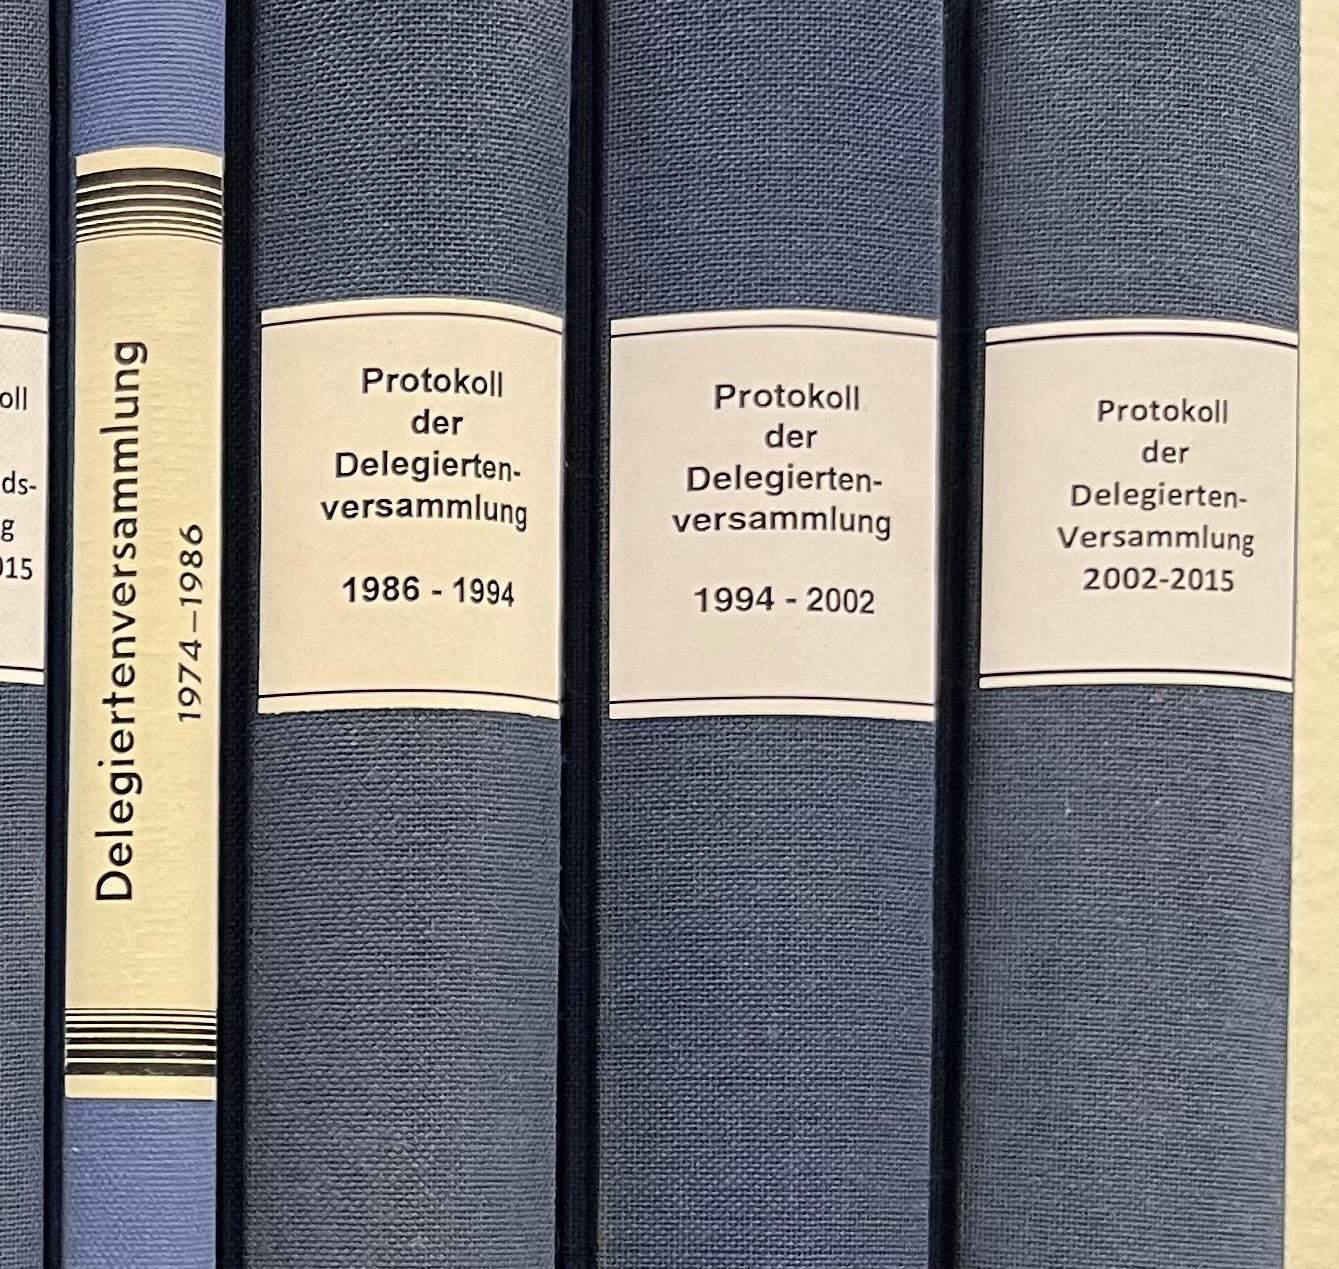 oll
ds-
g
015
Delegiertenversammlung
1974–1986
Protokoll
der
Delegierten-
versammlung
1986 - 1994
Protokoll
der
Delegierten-
versammlung
1994 - 2002
Protokoll
der
Delegierten-
Versammlung
2002-2015